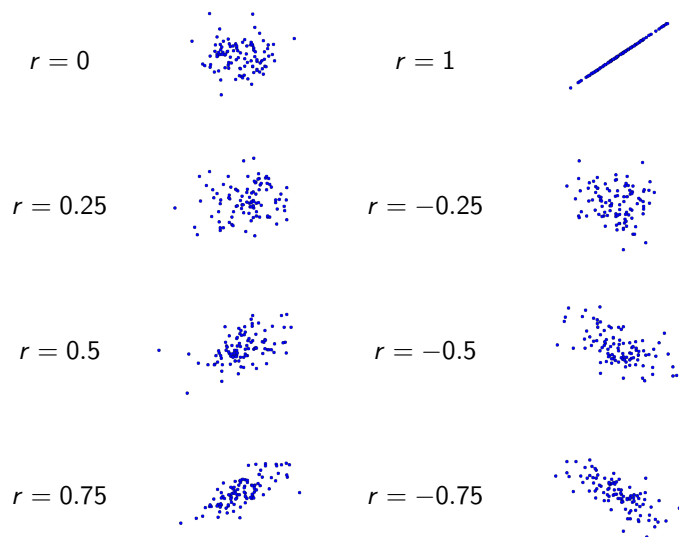 r = 0
r = 1
r = 0.25
r = −0.25
r = 0.5
r = −0.5
r = 0.75
r = −0.75